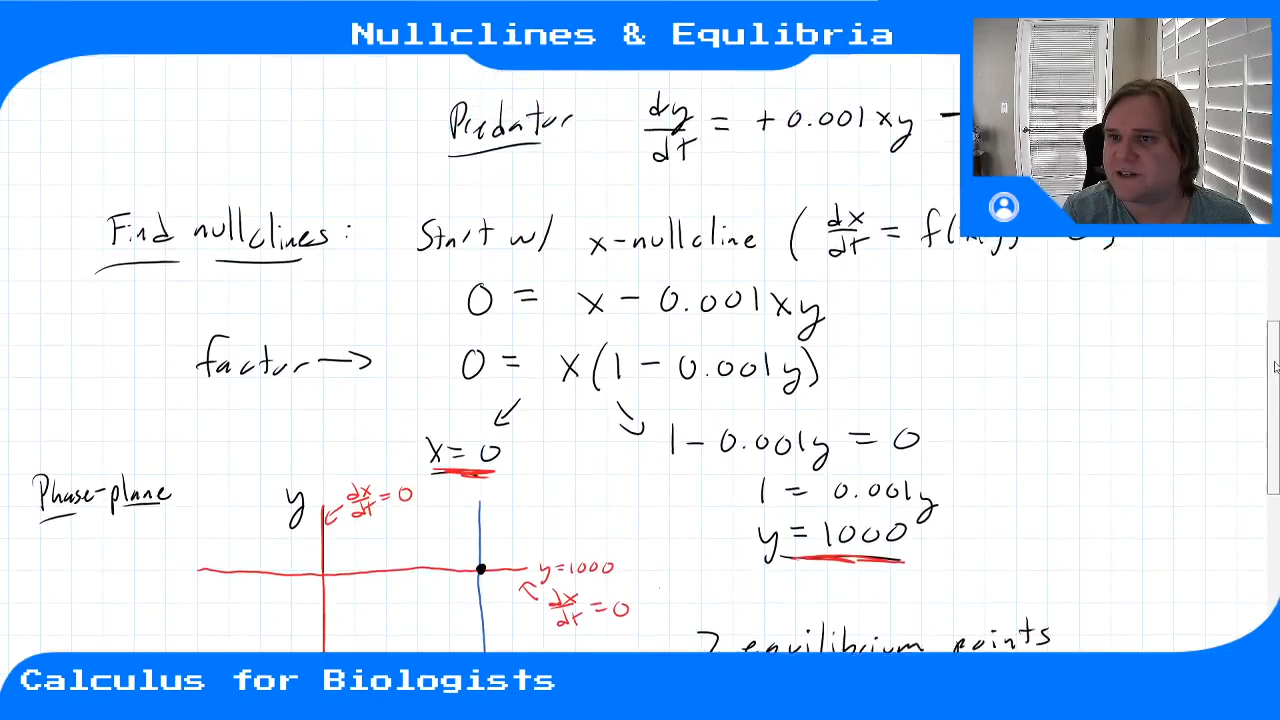 Nullclines & Equlibria
Predator dy/dt = + 0.001 xy -
Find nullclines: Start w/ x-nullcline ( dx/dt = f(
0 = x - 0.001xy
factor → 0 = x(1 - 0.001y)
x = 0
1 - 0.001y = 0
1 = 0.001y
y = 1000
Phase-plane
y
dx/dt = 0
y=1000
dx/dt = 0
equilibrium points
Calculus for Biologists